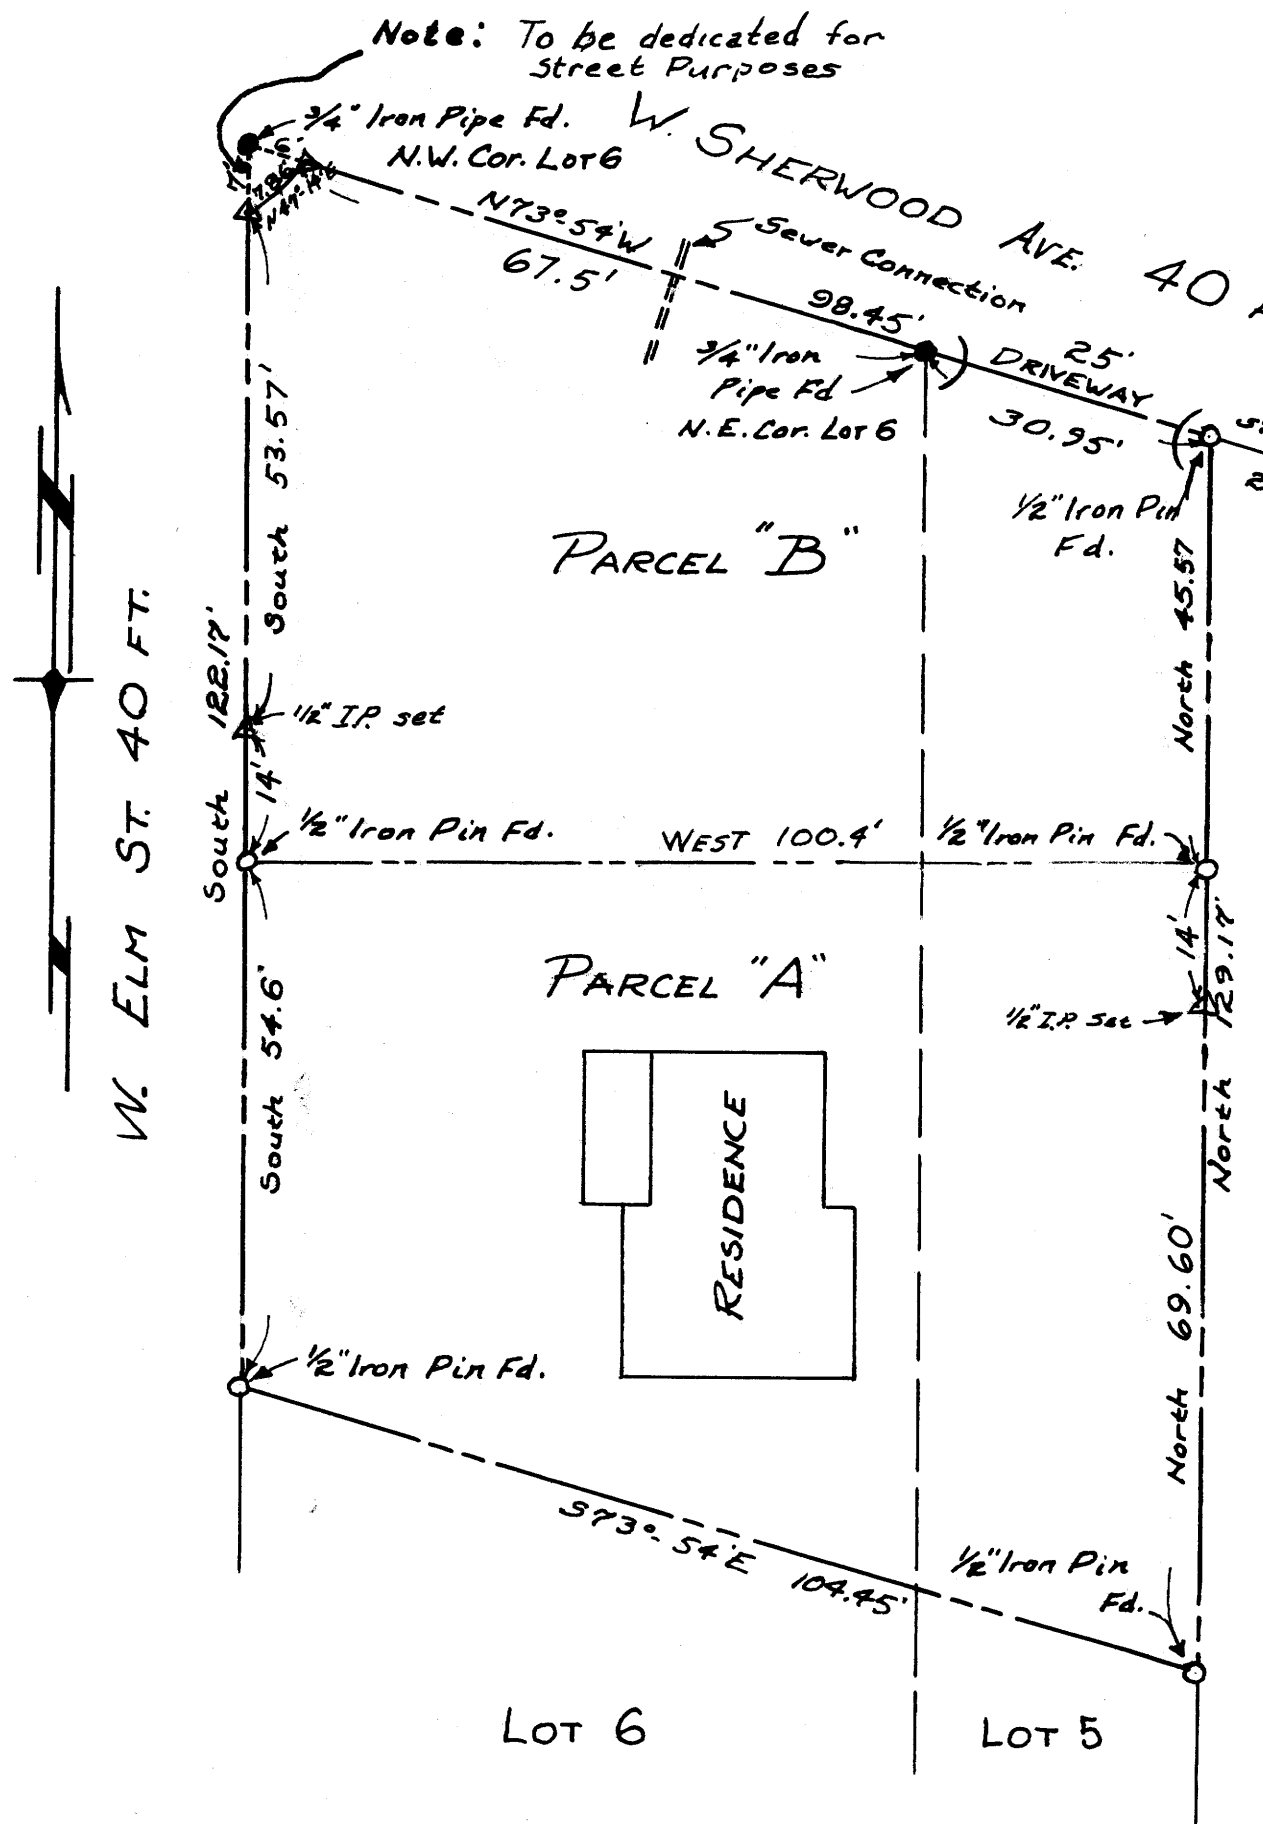 Note: To be dedicated for
Street Purposes
3/4" Iron Pipe Fd.
N.W. Cor. Lot 6
7'
7.86'
N47°-14'E
W. SHERWOOD AVE. 40
N73°-54'W
67.5'
Sewer Connection
98.45'
3/4" Iron
Pipe Fd
N.E. Cor. Lot 6
25'
DRIVEWAY
30.95'
1/2" Iron Pin
Fd.
South 53.57'
PARCEL "B"
North 45.57
W. ELM ST. 40 FT.
South 122.17'
1/2" I.P. set
14'
1/2" Iron Pin Fd.
WEST 100.4'
1/2" Iron Pin Fd.
14'
North 129.17'
1/2" I.P. Set
PARCEL "A"
South 54.6'
RESIDENCE
North 69.60'
1/2" Iron Pin Fd.
S73°-54'E 104.45'
1/2" Iron Pin
Fd.
LOT 6
LOT 5